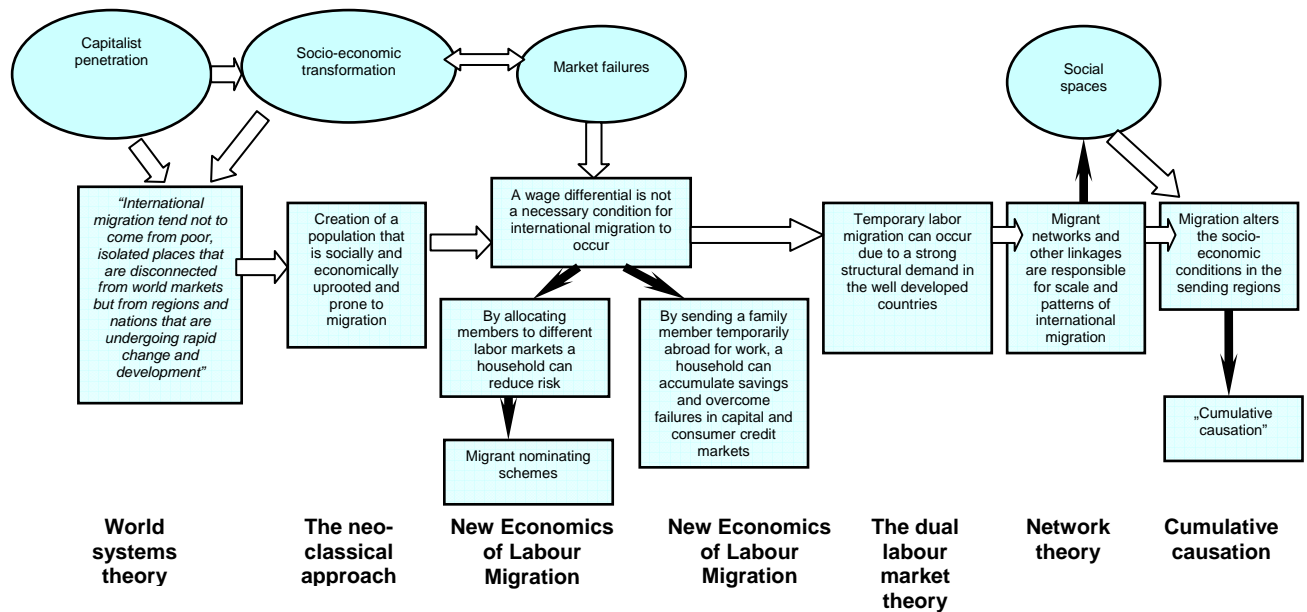 Capitalist
penetration
Socio-economic
transformation
Market failures
Social
spaces
“International
migration tend not to
come from poor,
isolated places that
are disconnected
from world markets
but from regions and
nations that are
undergoing rapid
change and
development”
Creation of a
population that
is socially and
economically
uprooted and
prone to
migration
A wage differential is not
a necessary condition for
international migration to
occur
By allocating
members to different
labor markets a
household can
reduce risk
Migrant nominating
schemes
By sending a family
member temporarily
abroad for work, a
household can
accumulate savings
and overcome
failures in capital and
consumer credit
markets
Temporary labor
migration can occur
due to a strong
structural demand in
the well developed
countries
Migrant
networks and
other linkages
are responsible
for scale and
patterns of
international
migration
Migration alters
the socio-
economic
conditions in the
sending regions
„Cumulative
causation”
World
systems
theory
The neo-
classical
approach
New Economics
of Labour
Migration
New Economics
of Labour
Migration
The dual
labour
market
theory
Network
theory
Cumulative
causation